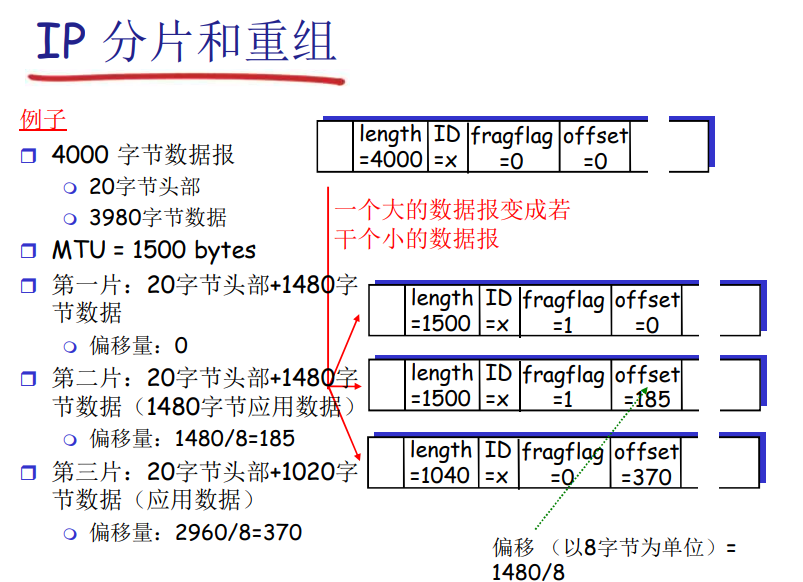 IP 分片和重组
例子
4000 字节数据报
20字节头部
3980字节数据
MTU = 1500 bytes
第一片：20字节头部+1480字
节数据
偏移量：0
第二片：20字节头部+1480字
节数据（1480字节应用数据）
偏移量：1480/8=185
第三片：20字节头部+1020字
节数据（应用数据）
偏移量：2960/8=370
length ID fragflag offset
=4000 =x =0 =0
一个大的数据报变成若
干个小的数据报
length ID fragflag offset
=1500 =x =1 =0
length ID fragflag offset
=1500 =x =1 =185
length ID fragflag offset
=1040 =x =0 =370
偏移 （以8字节为单位）=
1480/8